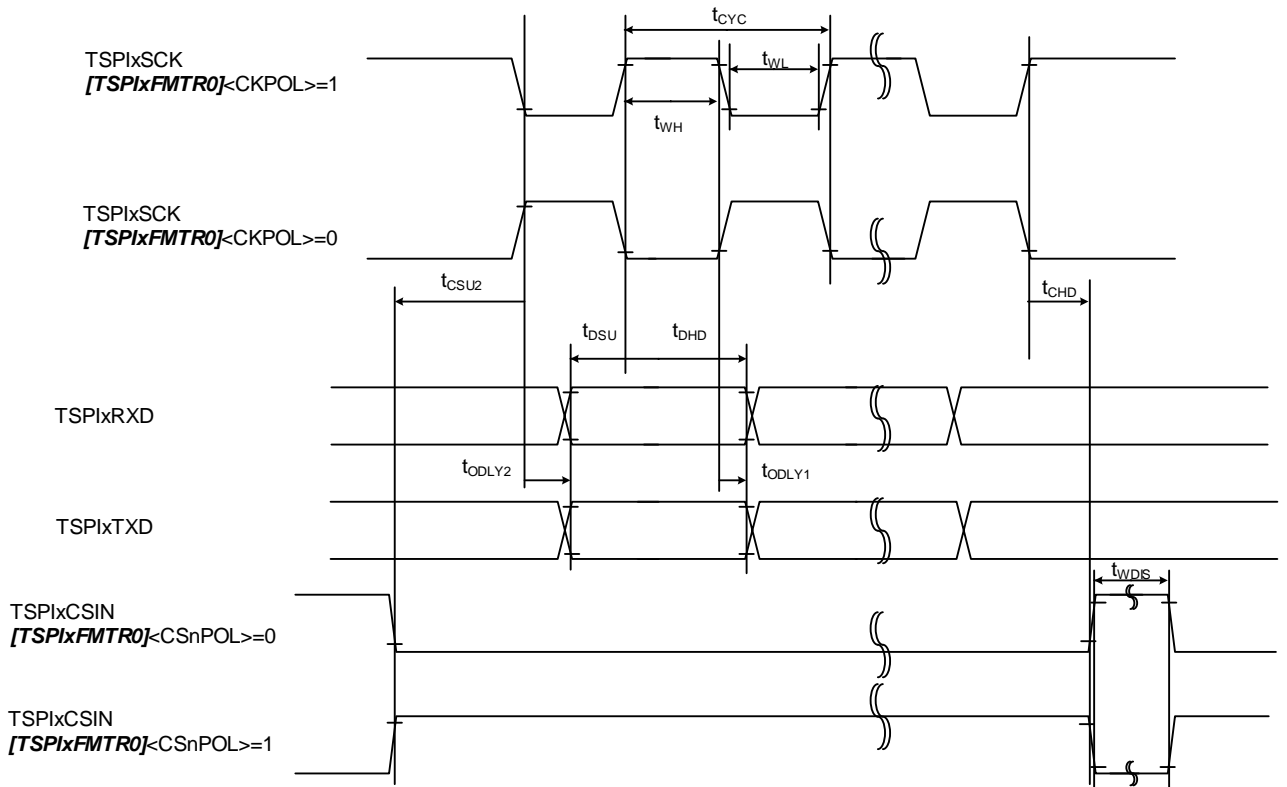 tCYC
TSPIxSCK
[TSPIxFMTR0]<CKPOL>=1
tWL
tWH
TSPIxSCK
[TSPIxFMTR0]<CKPOL>=0
tCSU2
tCHD
tDSU
tDHD
TSPIxRXD
tODLY2
tODLY1
TSPIxTXD
tWDIS
TSPIxCSIN
[TSPIxFMTR0]<CSnPOL>=0
TSPIxCSIN
[TSPIxFMTR0]<CSnPOL>=1